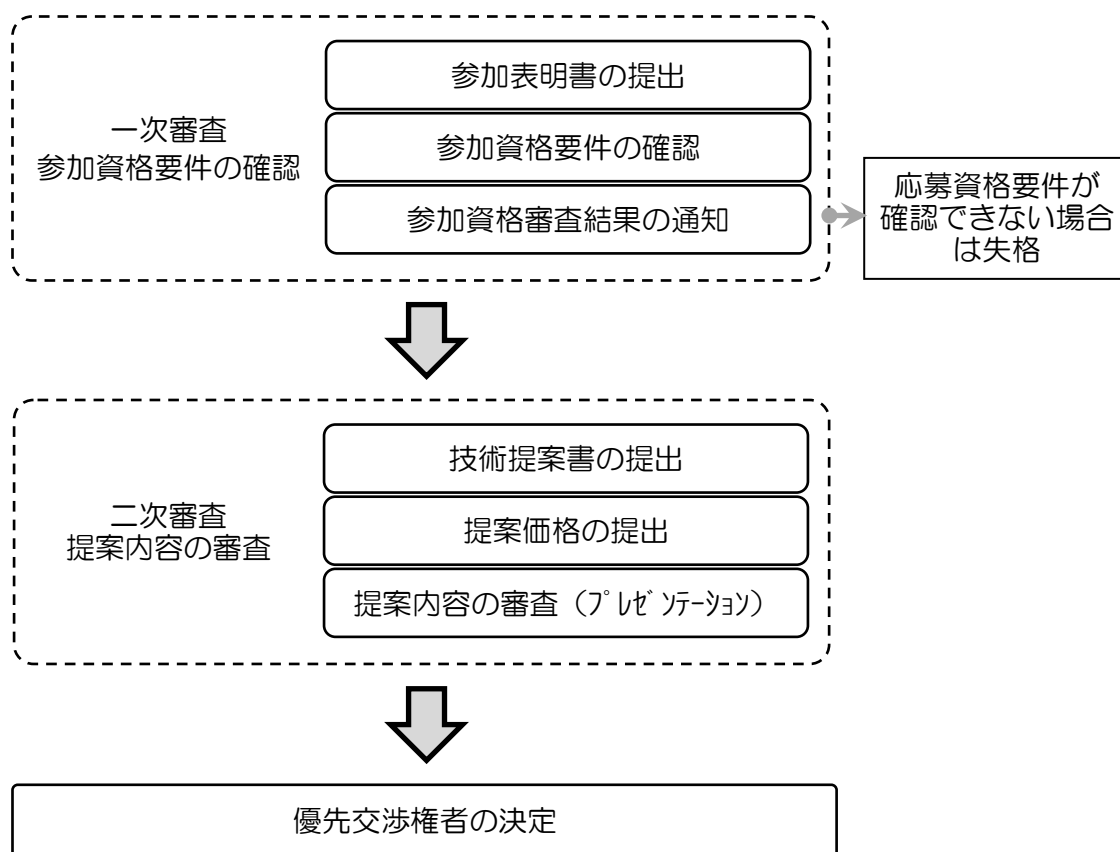 一次審査
参加資格要件の確認
参加表明書の提出
参加資格要件の確認
参加資格審査結果の通知
応募資格要件が
確認できない場合
は失格
二次審査
提案内容の審査
技術提案書の提出
提案価格の提出
提案内容の審査（ﾌﾟﾚｾﾞﾝﾃｰｼｮﾝ）
優先交渉権者の決定